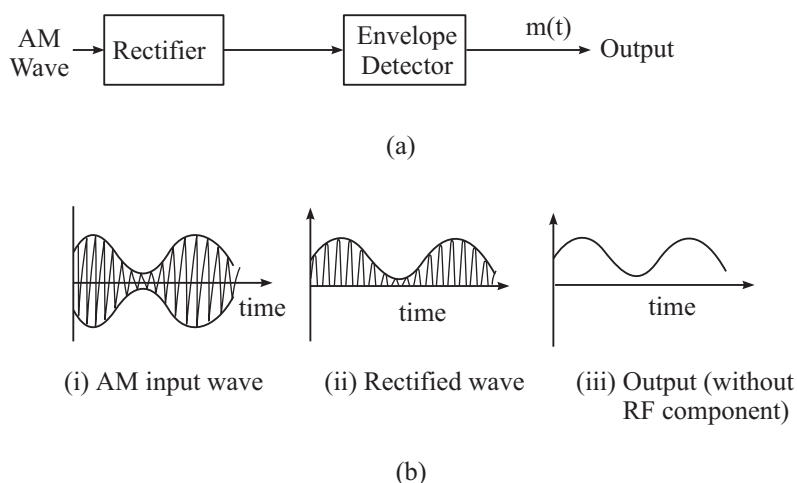 AM
Wave
Rectifier
Envelope
Detector
m(t)
Output
(a)
time
time
time
(i) AM input wave
(ii) Rectified wave
(iii) Output (without
RF component)
(b)